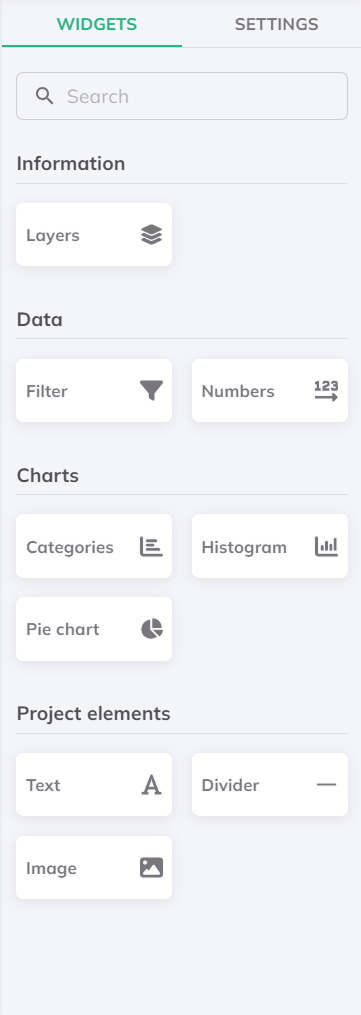 WIDGETS SETTINGS
Search
Information
Layers
Data
Filter Numbers
123
Charts
Categories Histogram
Pie chart
Project elements
Text A Divider
Image